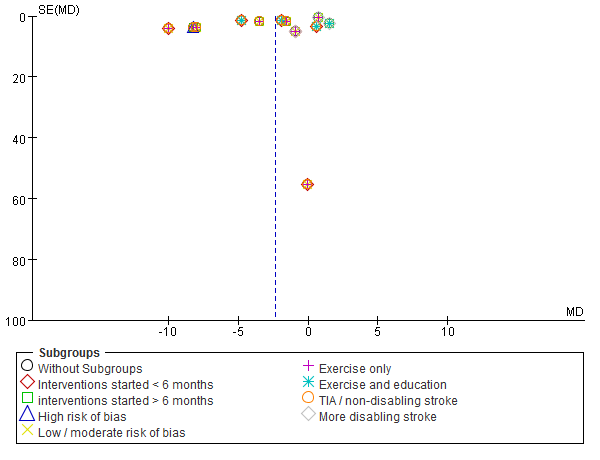 SE(MD)
0
20
40
60
80
100
MD
-10
-5
0
5
10
Subgroups
Without Subgroups
Interventions started < 6 months
interventions started > 6 months
High risk of bias
Low / moderate risk of bias
Exercise only
Exercise and education
TIA / non-disabling stroke
More disabling stroke